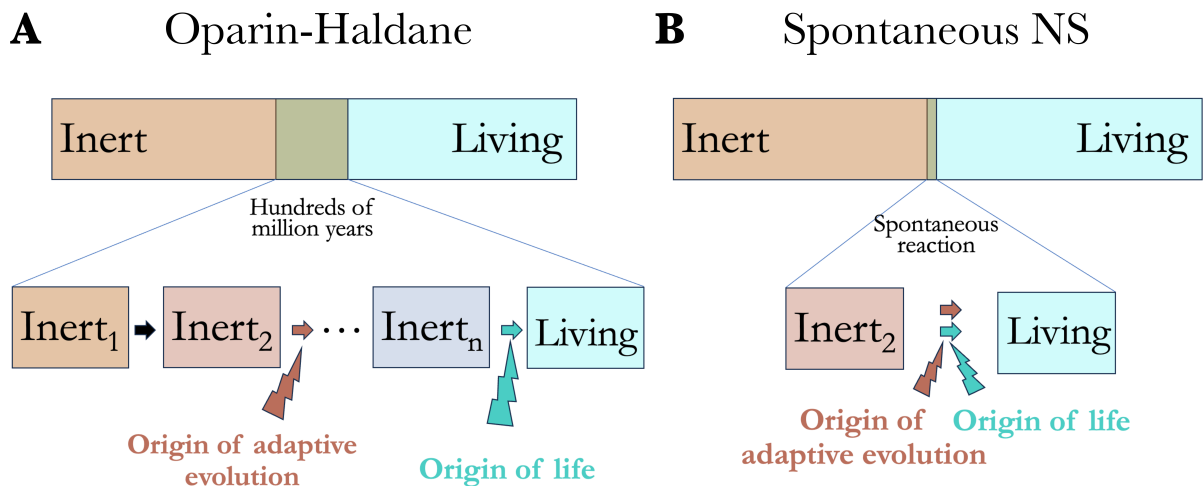 A Oparin-Haldane
Inert Living
Hundreds of
million years
Inert₁ Inert₂ ... Inertₙ Living
Origin of adaptive
evolution
Origin of life
B Spontaneous NS
Inert Living
Spontaneous
reaction
Inert₂ Living
Origin of
adaptive evolution
Origin of life